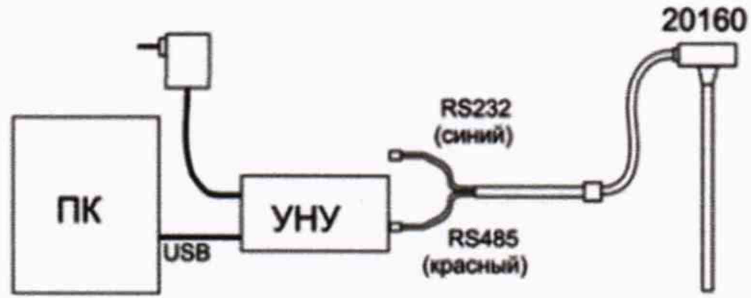 20160
RS232
(синий)
ПК
УНУ
USB
RS485
(красный)